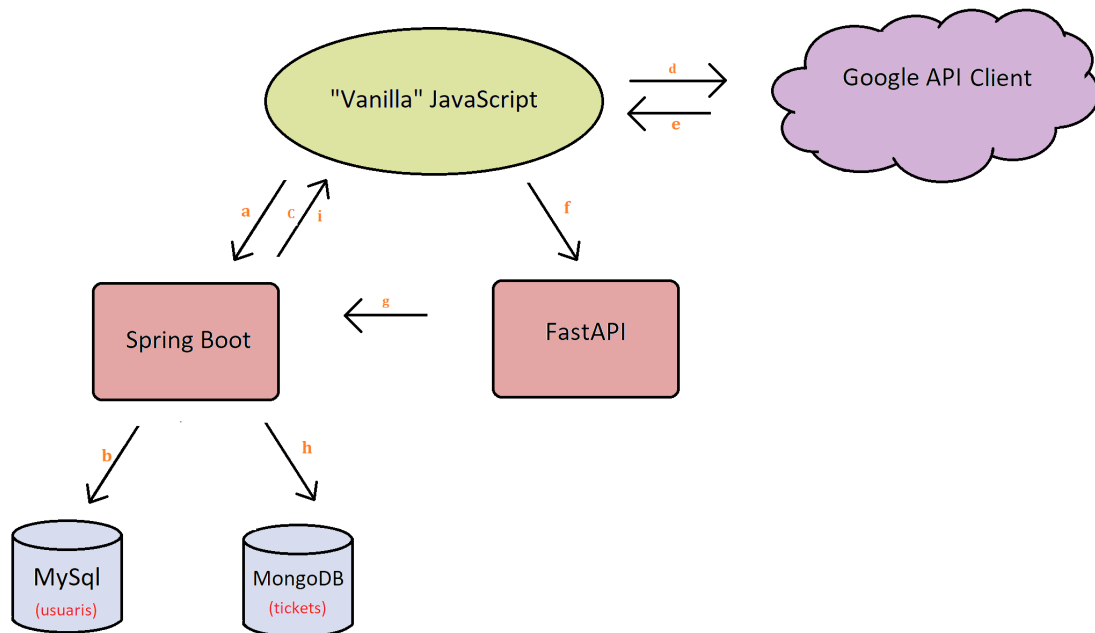 "Vanilla" JavaScript
Google API Client
d
e
a
c
i
f
g
Spring Boot
FastAPI
b
h
MySql
(usuaris)
MongoDB
(tickets)